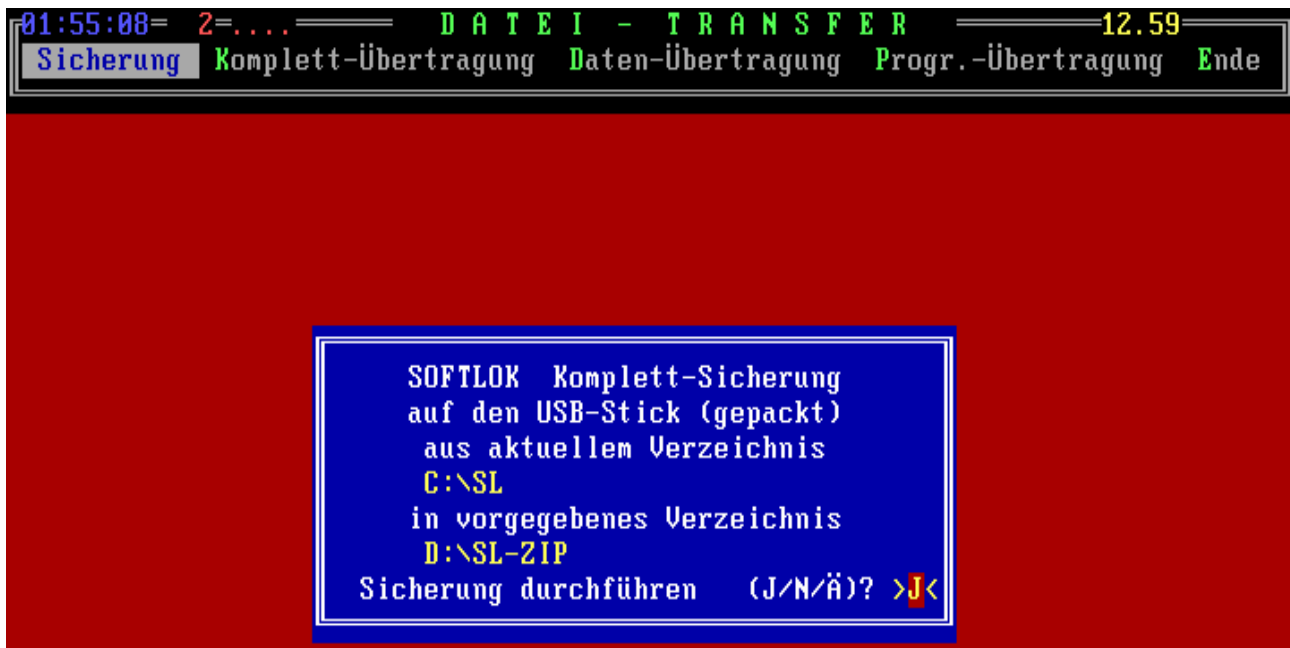 01:55:08= 2=.... D A T E I - T R A N S F E R 12.59
Sicherung Komplett-Übertragung Daten-Übertragung Progr.-Übertragung Ende
SOFTLOK Komplett-Sicherung
auf den USB-Stick (gepackt)
aus aktuellem Verzeichnis
C:\SL
in vorgegebenes Verzeichnis
D:\SL-ZIP
Sicherung durchführen (J/N/Ä)? >J<